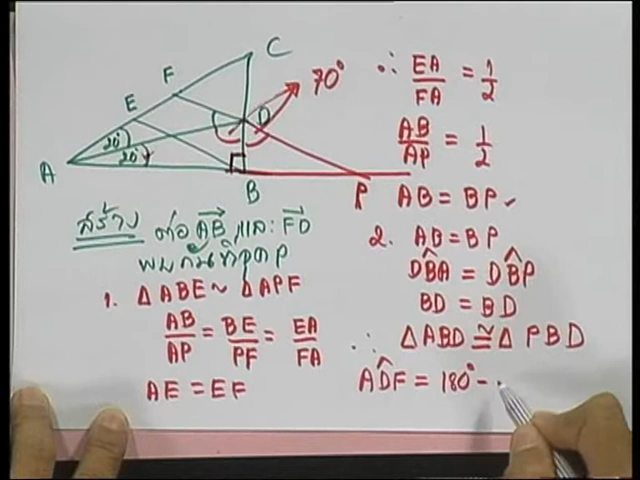 C
F
70°
E
D
20°
20°
A
B
P
สร้าง ต่อ AB และ FD
พบกันที่จุด P
1. △ABE ~ △APF
AB/AP = BE/PF = EA/FA
AE = EF
∴ EA/FA = 1/2
AB/AP = 1/2
AB = BP ✓
2. AB = BP
DB̂A = DB̂P
BD = BD
∴ △ABD ≅ △PBD
AD̂F = 180° -